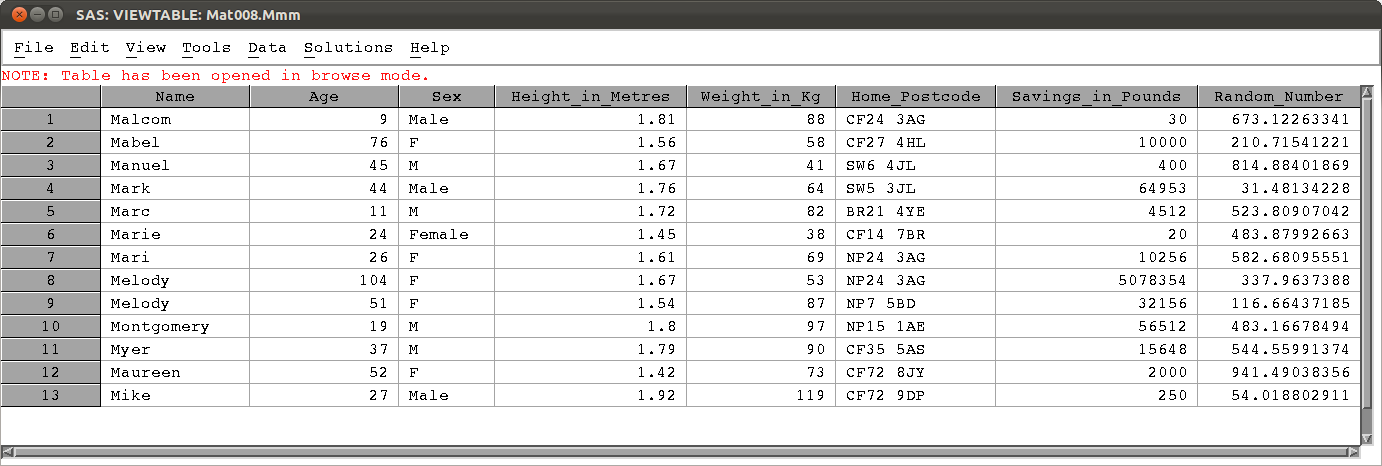 SAS: VIEWTABLE: Mat008.Mmm
File Edit View Tools Data Solutions Help
NOTE: Table has been opened in browse mode.
Name Age Sex Height_in_Metres Weight_in_Kg Home_Postcode Savings_in_Pounds Random_Number
1 Malcom 9 Male 1.81 88 CF24 3AG 30 673.12263341
2 Mabel 76 F 1.56 58 CF27 4HL 10000 210.71541221
3 Manuel 45 M 1.67 41 SW6 4JL 400 814.88401869
4 Mark 44 Male 1.76 64 SW5 3JL 64953 31.48134228
5 Marc 11 M 1.72 82 BR21 4YE 4512 523.80907042
6 Marie 24 Female 1.45 38 CF14 7BR 20 483.87992663
7 Mari 26 F 1.61 69 NP24 3AG 10256 582.68095551
8 Melody 104 F 1.67 53 NP24 3AG 5078354 337.9637388
9 Melody 51 F 1.54 87 NP7 5BD 32156 116.66437185
10 Montgomery 19 M 1.8 97 NP15 1AE 56512 483.16678494
11 Myer 37 M 1.79 90 CF35 5AS 15648 544.55991374
12 Maureen 52 F 1.42 73 CF72 8JY 2000 941.49038356
13 Mike 27 Male 1.92 119 CF72 9DP 250 54.018802911